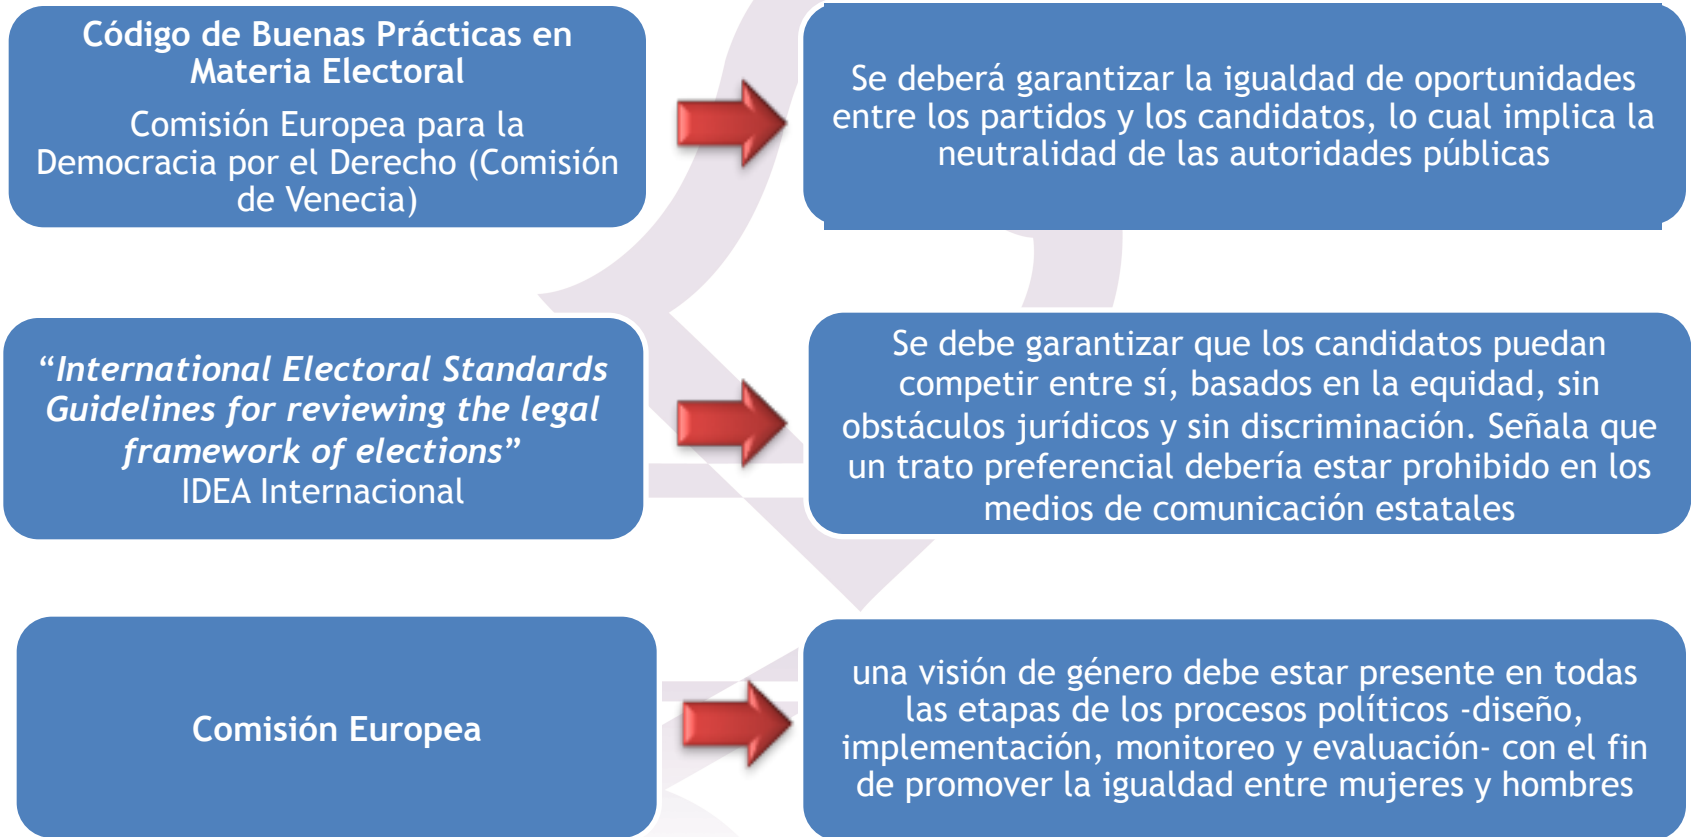 Código de Buenas Prácticas en
Materia Electoral
Comisión Europea para la
Democracia por el Derecho (Comisión
de Venecia)
Se deberá garantizar la igualdad de oportunidades
entre los partidos y los candidatos, lo cual implica la
neutralidad de las autoridades públicas
“International Electoral Standards
Guidelines for reviewing the legal
framework of elections”
IDEA Internacional
Se debe garantizar que los candidatos puedan
competir entre sí, basados en la equidad, sin
obstáculos jurídicos y sin discriminación. Señala que
un trato preferencial debería estar prohibido en los
medios de comunicación estatales
Comisión Europea
una visión de género debe estar presente en todas
las etapas de los procesos políticos -diseño,
implementación, monitoreo y evaluación- con el fin
de promover la igualdad entre mujeres y hombres